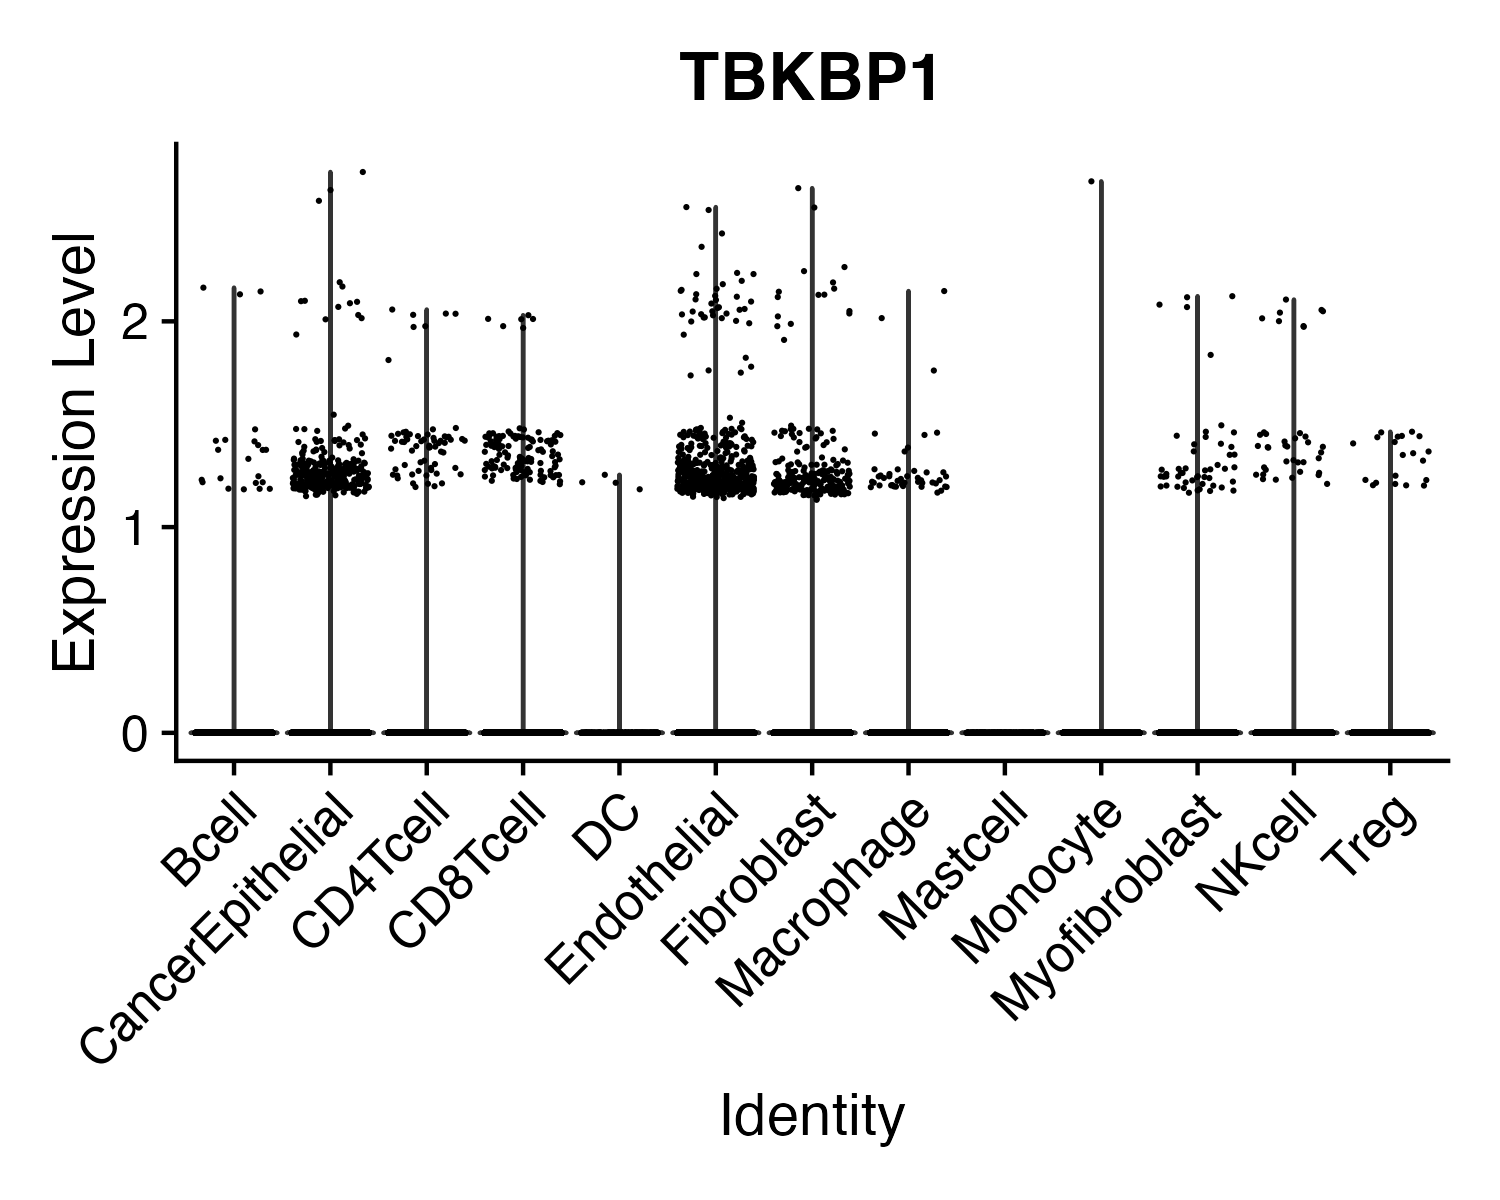 TBKBP1
Expression Level
2
1
0
Bcell
CancerEpithelial
CD4Tcell
CD8Tcell
DC
Endothelial
Fibroblast
Macrophage
Mastcell
Monocyte
Myofibroblast
NKcell
Treg
Identity